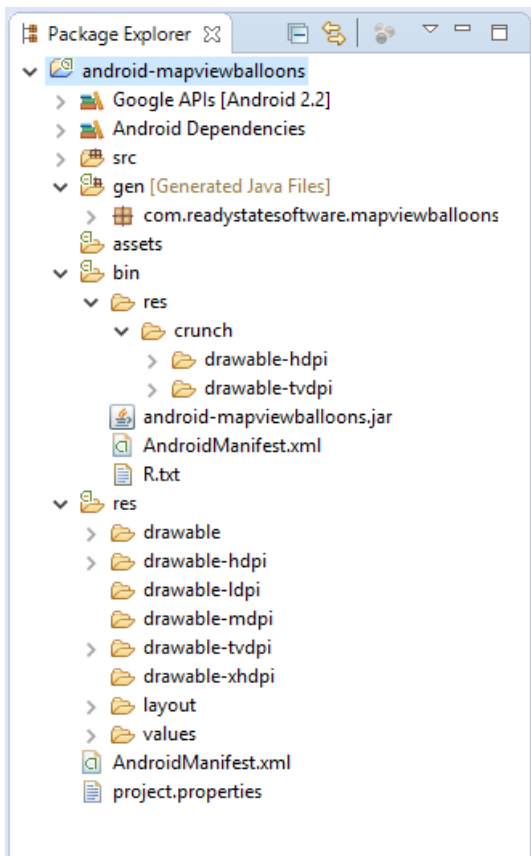 Package Explorer
android-mapviewballoons
Google APIs [Android 2.2]
Android Dependencies
src
gen [Generated Java Files]
com.readystatesoftware.mapviewballoons
assets
bin
res
crunch
drawable-hdpi
drawable-tvdpi
android-mapviewballoons.jar
AndroidManifest.xml
R.txt
res
drawable
drawable-hdpi
drawable-ldpi
drawable-mdpi
drawable-tvdpi
drawable-xhdpi
layout
values
AndroidManifest.xml
project.properties